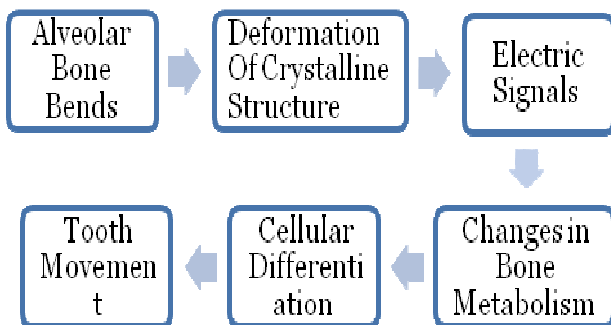 Alveolar
Bone
Bends
Deformation
Of Crystalline
Structure
Electric
Signals
Changes in
Bone
Metabolism
Cellular
Differenti
ation
Tooth
Movemen
t